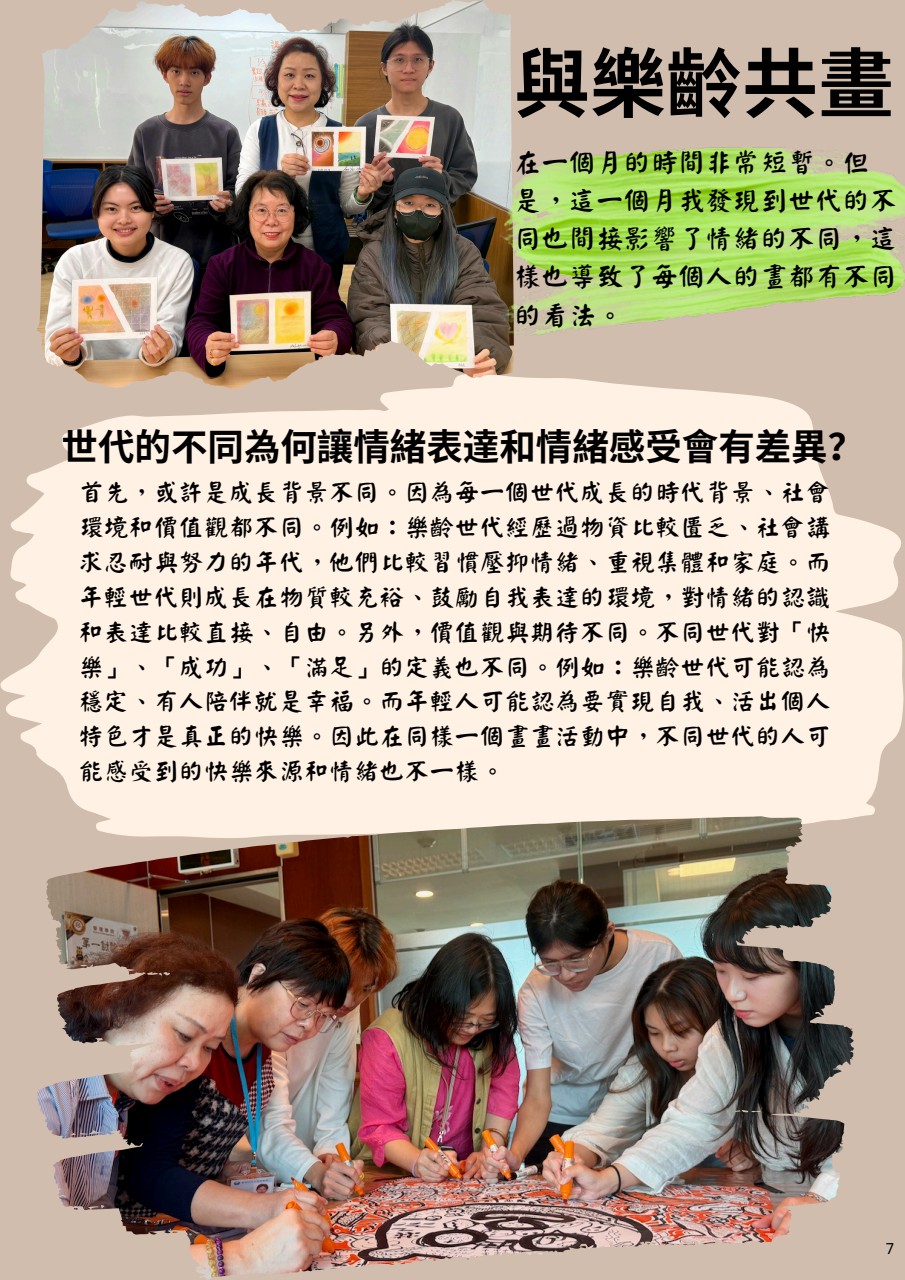 與樂齡共畫
在一個月的時間非常短暫。但
是，這一個月我發現到世代的不
同也間接影響了情緒的不同，這
樣也導致了每個人的畫都有不同
的看法。
世代的不同為何讓情緒表達和情緒感受會有差異?
首先，或許是成長背景不同。因為每一個世代成長的時代背景、社會
環境和價值觀都不同。例如：樂齡世代經歷過物資比較匱乏、社會講
求忍耐與努力的年代，他們比較習慣壓抑情緒、重視集體和家庭。而
年輕世代則成長在物質較充裕、鼓勵自我表達的環境，對情緒的認識
和表達比較直接、自由。另外，價值觀與期待不同。不同世代對「快
樂」、「成功」、「滿足」的定義也不同。例如：樂齡世代可能認為
穩定、有人陪伴就是幸福。而年輕人可能認為要實現自我、活出個人
特色才是真正的快樂。因此在同樣一個畫畫活動中，不同世代的人可
能感受到的快樂來源和情緒也不一樣。
第一討
7